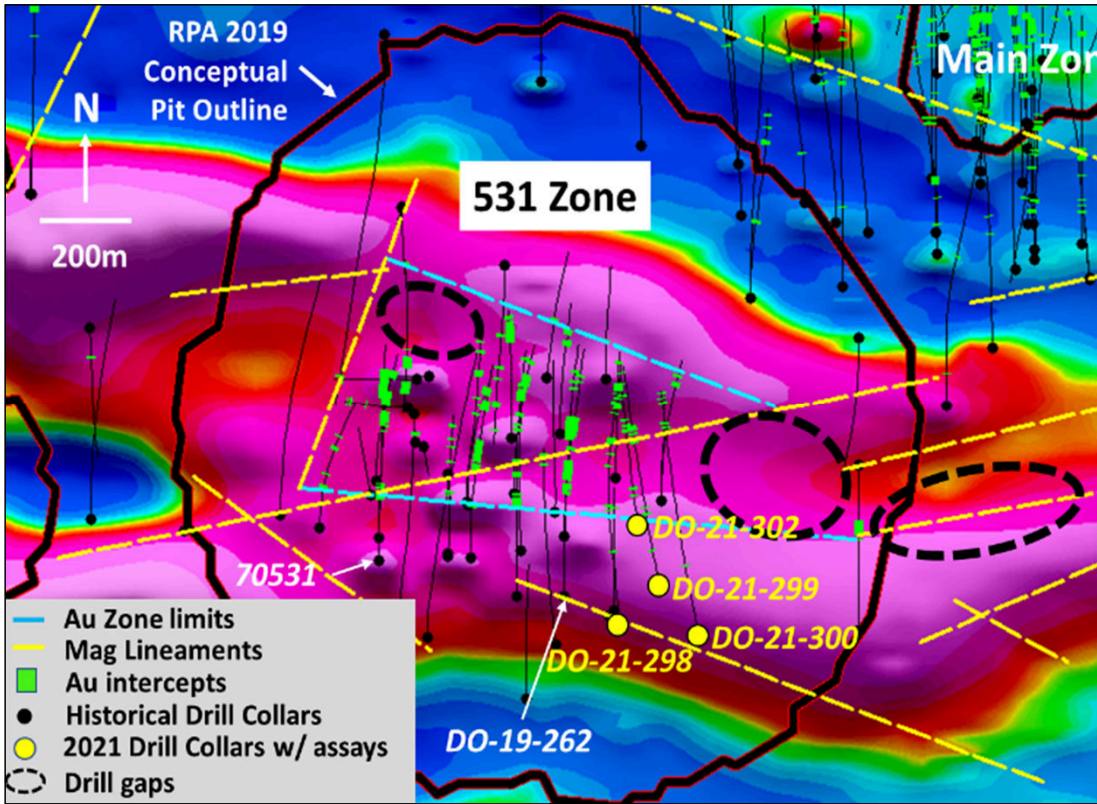 RPA 2019
Conceptual
Pit Outline
Main Zon
N
531 Zone
200m
DO-21-302
70531
DO-21-299
DO-21-300
DO-21-298
DO-19-262
Au Zone limits
Mag Lineaments
Au intercepts
Historical Drill Collars
2021 Drill Collars w/ assays
Drill gaps